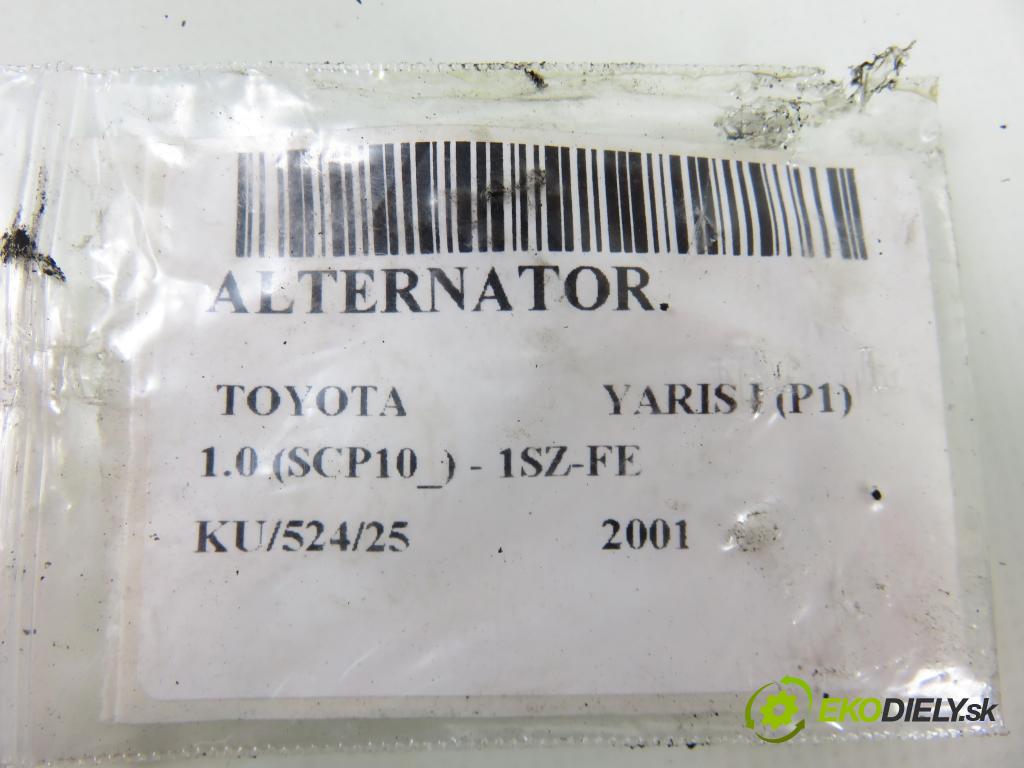 ALTERNATOR.
TOYOTA YARIS I (P1)
1.0 (SCP10_) - 1SZ-FE
KU/524/25 2001
EKODIELY.sk